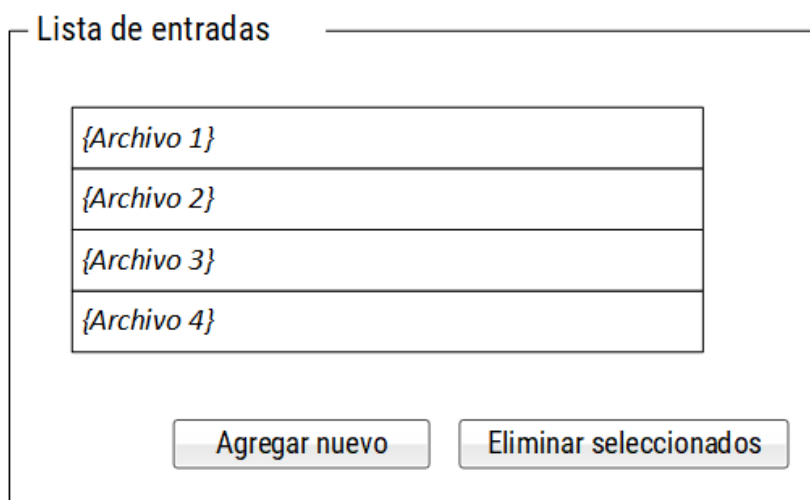 Lista de entradas
{Archivo 1}
{Archivo 2}
{Archivo 3}
{Archivo 4}
Agregar nuevo
Eliminar seleccionados